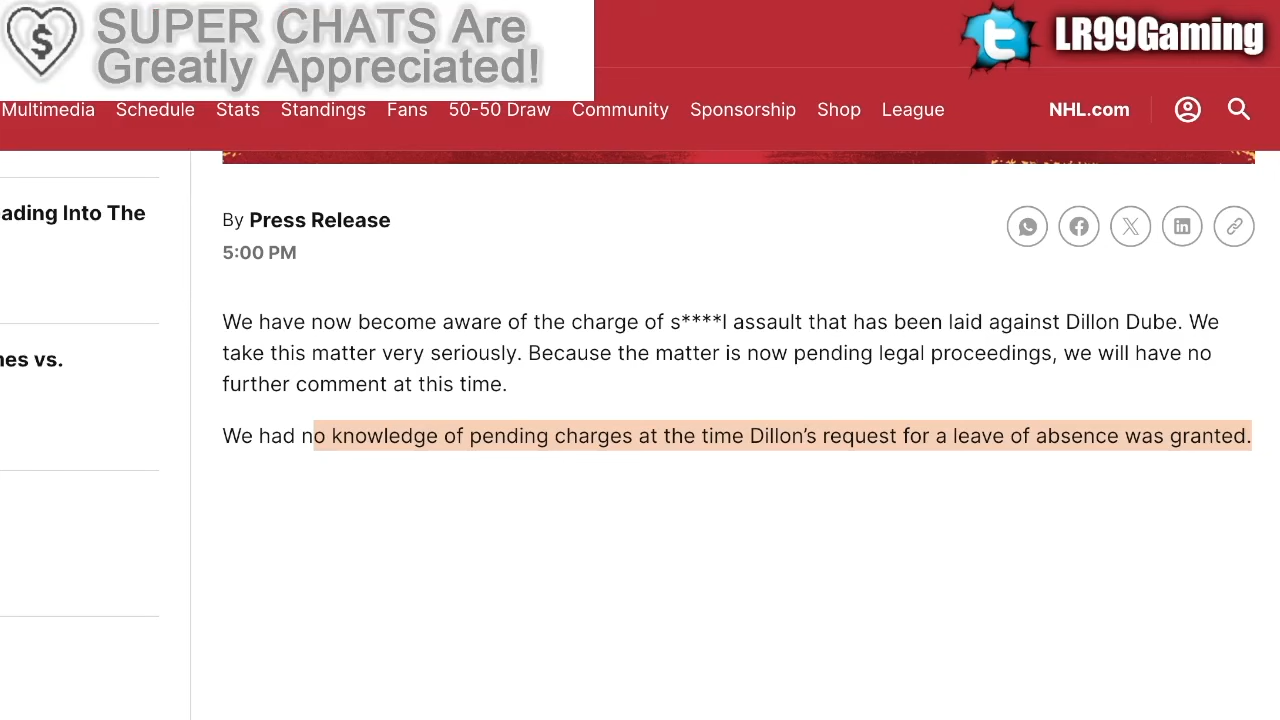 SUPER CHATS Are
Greatly Appreciated!
LR99Gaming
Multimedia Schedule Stats Standings Fans 50-50 Draw Community Sponsorship Shop League NHL.com
ading Into The
nes vs.
By Press Release
5:00 PM
We have now become aware of the charge of s****l assault that has been laid against Dillon Dube. We
take this matter very seriously. Because the matter is now pending legal proceedings, we will have no
further comment at this time.
We had no knowledge of pending charges at the time Dillon’s request for a leave of absence was granted.